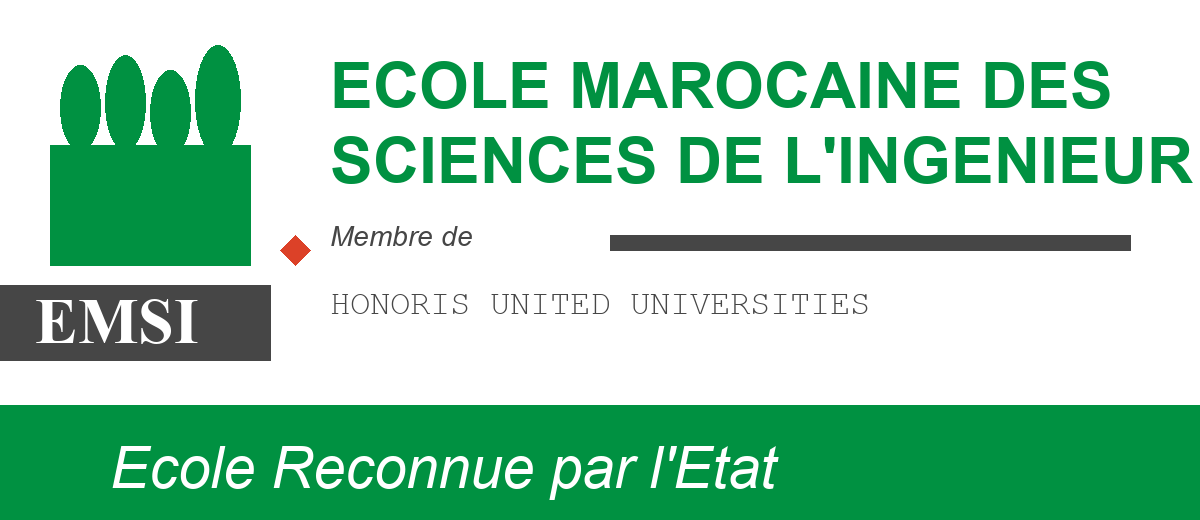 ECOLE MAROCAINE DES
SCIENCES DE L'INGENIEUR
Membre de
HONORIS UNITED UNIVERSITIES
EMSI
Ecole Reconnue par l'Etat